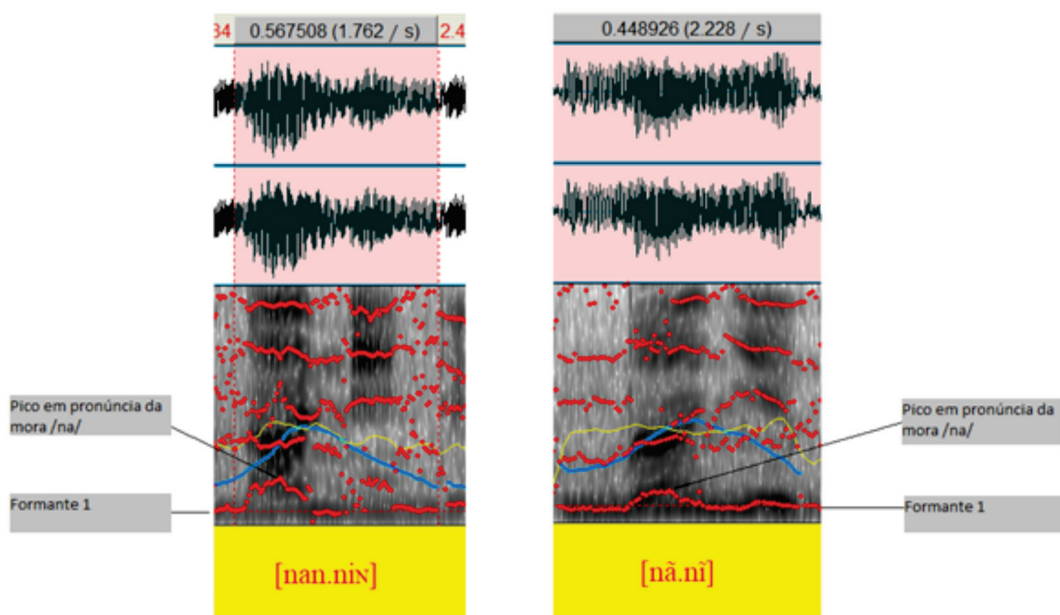 34 0.567508 (1.762 / s) 2.4
0.448926 (2.228 / s)
Pico em pronúncia da
mora /na/
Formante 1
Pico em pronúncia da
mora /na/
Formante 1
[nan.niɴ]
[nã.nĩ]